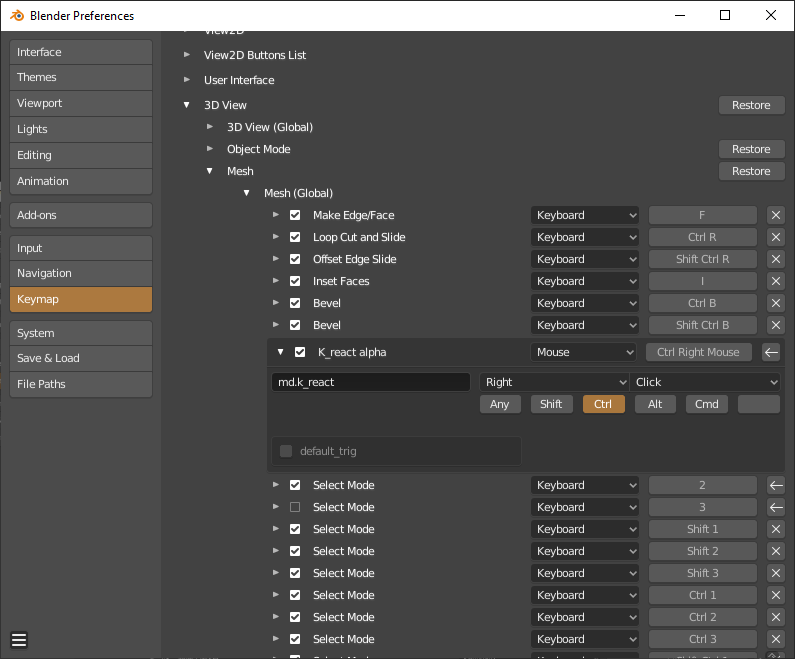 Blender Preferences
Interface
Themes
Viewport
Lights
Editing
Animation
Add-ons
Input
Navigation
Keymap
System
Save & Load
File Paths
View2D
View2D Buttons List
User Interface
3D View Restore
3D View (Global)
Object Mode Restore
Mesh Restore
Mesh (Global)
Make Edge/Face Keyboard F
Loop Cut and Slide Keyboard Ctrl R
Offset Edge Slide Keyboard Shift Ctrl R
Inset Faces Keyboard I
Bevel Keyboard Ctrl B
Bevel Keyboard Shift Ctrl B
K_react alpha Mouse Ctrl Right Mouse
md.k_react Right Click
Any Shift Ctrl Alt Cmd
default_trig
Select Mode Keyboard 2
Select Mode Keyboard 3
Select Mode Keyboard Shift 1
Select Mode Keyboard Shift 2
Select Mode Keyboard Shift 3
Select Mode Keyboard Ctrl 1
Select Mode Keyboard Ctrl 2
Select Mode Keyboard Ctrl 3